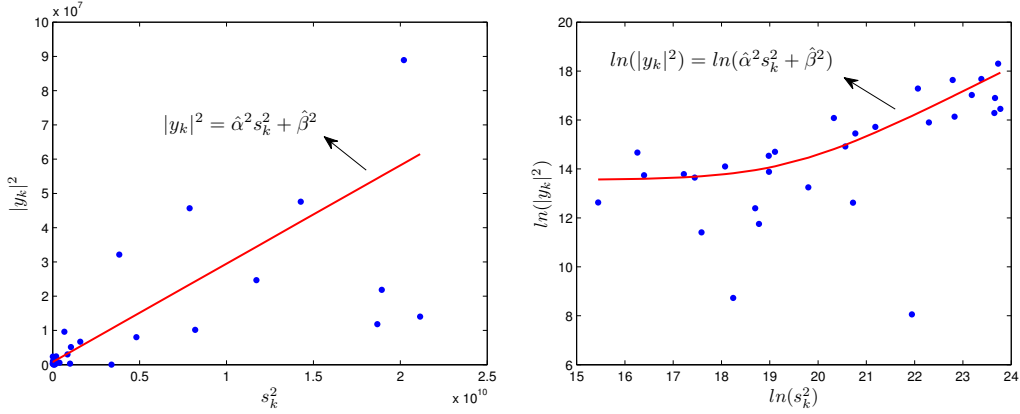 x 10^7
10
9
8
7
6
5
4
3
2
1
0
|y_k|^2
|y_k|^2 = α̂^2 s_k^2 + β̂^2
0 0.5 1 1.5 2 2.5
x 10^10
s_k^2
20
18
16
14
12
10
8
6
ln(|y_k|^2)
ln(|y_k|^2) = ln(α̂^2 s_k^2 + β̂^2)
15 16 17 18 19 20 21 22 23 24
ln(s_k^2)